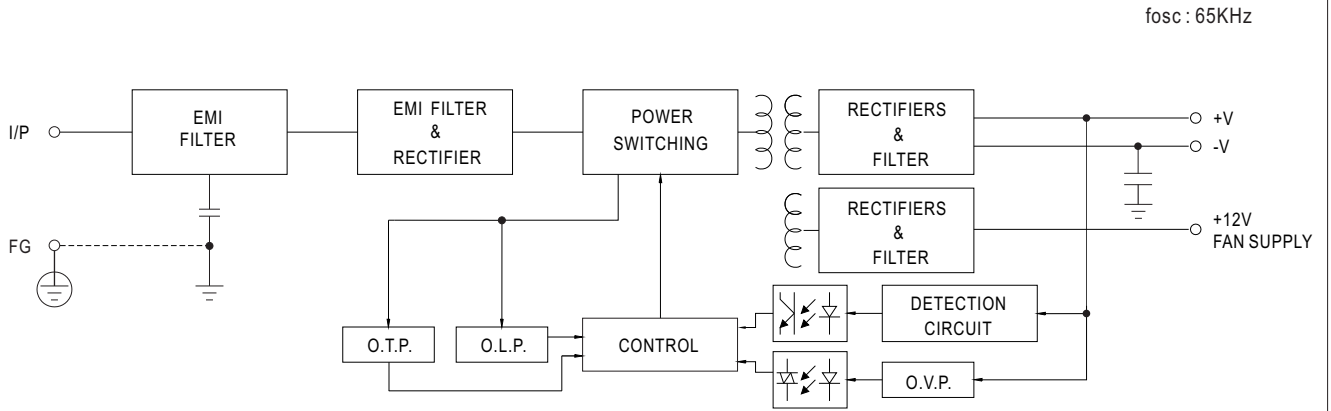 fosc : 65KHz
I/P
EMI
FILTER
EMI FILTER
&
RECTIFIER
POWER
SWITCHING
RECTIFIERS
&
FILTER
+V
-V
RECTIFIERS
&
FILTER
+12V
FAN SUPPLY
FG
O.T.P.
O.L.P.
CONTROL
DETECTION
CIRCUIT
O.V.P.